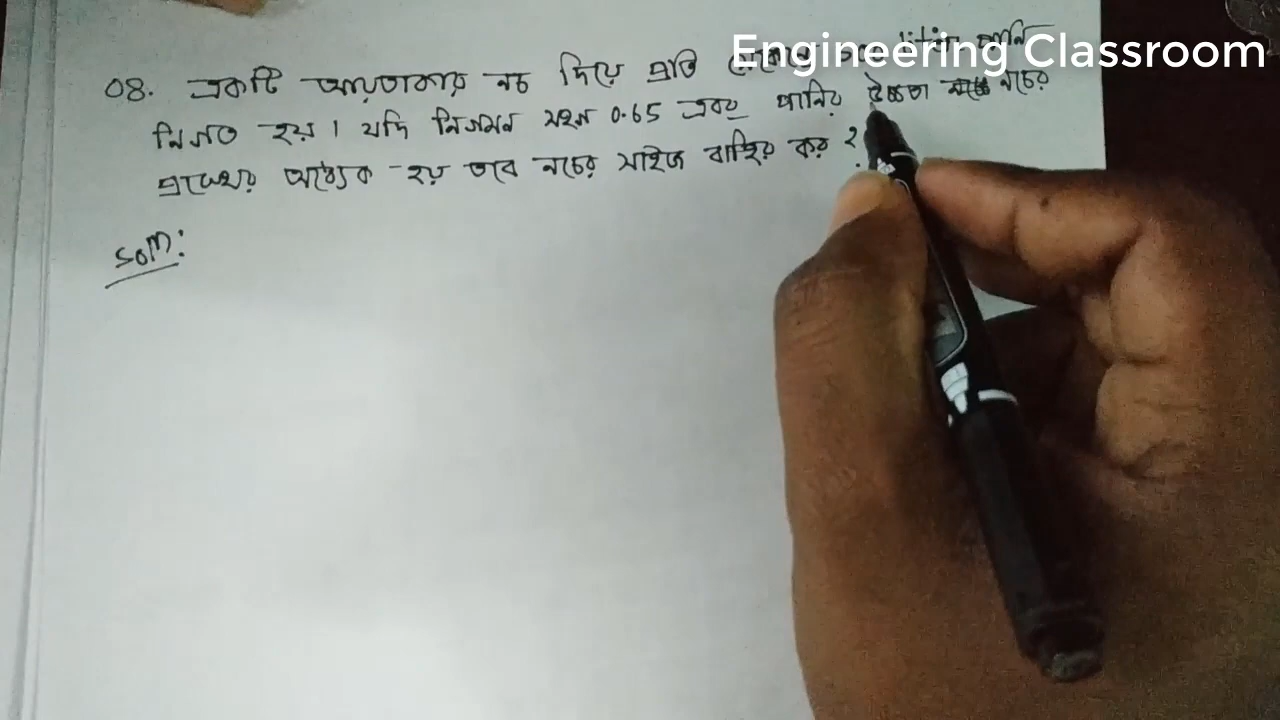 Engineering Classroom
08. একটি আয়তাকার নচ দিয়ে প্রতি পানি
নির্গত হয়। যদি নির্গমন সহগ 0.65 এবং পানির উচ্চতা নচের
প্রস্থের অর্ধেক হয় তবে নচের সাইজ বাহির কর?
Soln: